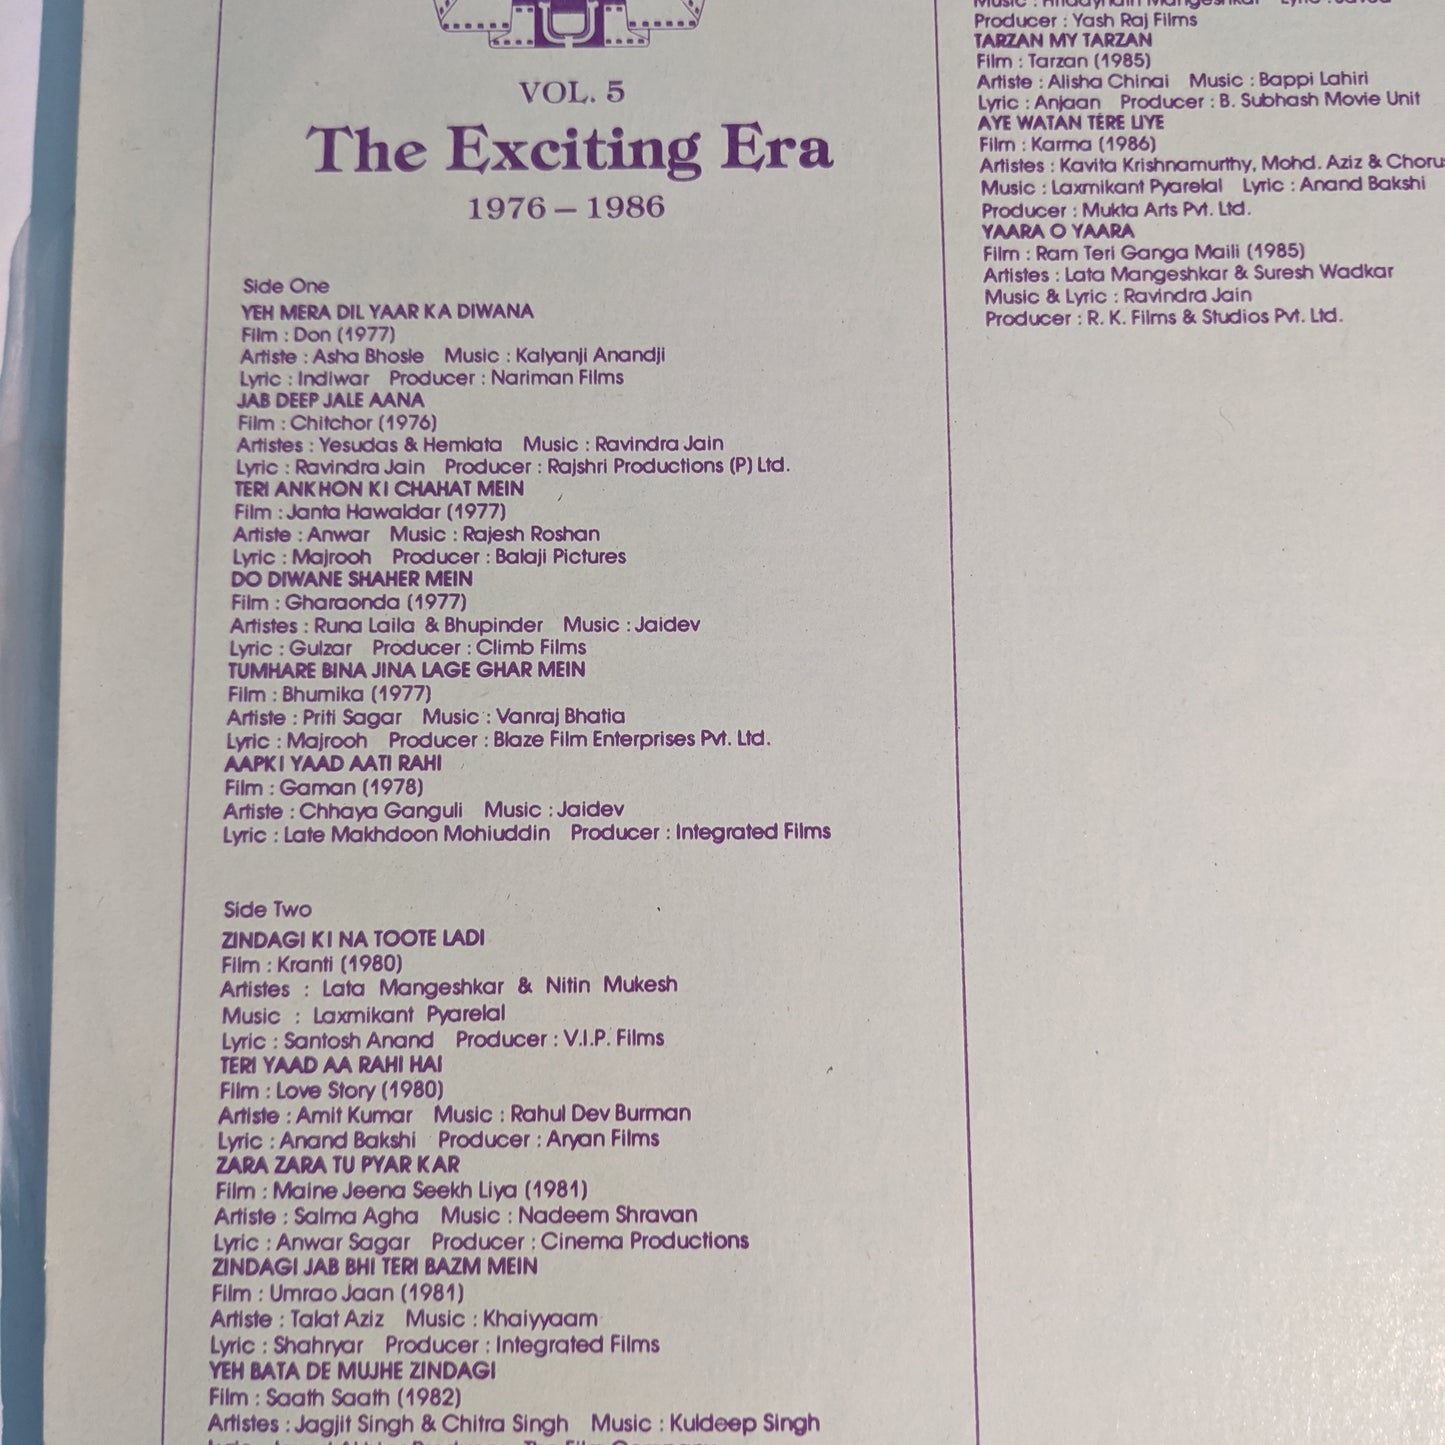 VOL. 5
The Exciting Era
1976 – 1986
Side One
YEH MERA DIL YAAR KA DIWANA
Film : Don (1977)
Artiste : Asha Bhosle Music : Kalyanji Anandji
Lyric : Indiwar Producer : Nariman Films
JAB DEEP JALE AANA
Film : Chitchor (1976)
Artistes : Yesudas & Hemlata Music : Ravindra Jain
Lyric : Ravindra Jain Producer : Rajshri Productions (P) Ltd.
TERI ANKHON KI CHAHAT MEIN
Film : Janta Hawaldar (1977)
Artiste : Anwar Music : Rajesh Roshan
Lyric : Majrooh Producer : Balaji Pictures
DO DIWANE SHAHER MEIN
Film : Gharaonda (1977)
Artistes : Runa Laila & Bhupinder Music : Jaidev
Lyric : Gulzar Producer : Climb Films
TUMHARE BINA JINA LAGE GHAR MEIN
Film : Bhumika (1977)
Artiste : Priti Sagar Music : Vanraj Bhatia
Lyric : Majrooh Producer : Blaze Film Enterprises Pvt. Ltd.
AAPKI YAAD AATI RAHI
Film : Gaman (1978)
Artiste : Chhaya Ganguli Music : Jaidev
Lyric : Late Makhdoon Mohiuddin Producer : Integrated Films
Side Two
ZINDAGI KI NA TOOTE LADI
Film : Kranti (1980)
Artistes : Lata Mangeshkar & Nitin Mukesh
Music : Laxmikant Pyarelal
Lyric : Santosh Anand Producer : V.I.P. Films
TERI YAAD AA RAHI HAI
Film : Love Story (1980)
Artiste : Amit Kumar Music : Rahul Dev Burman
Lyric : Anand Bakshi Producer : Aryan Films
ZARA ZARA TU PYAR KAR
Film : Maine Jeena Seekh Liya (1981)
Artiste : Salma Agha Music : Nadeem Shravan
Lyric : Anwar Sagar Producer : Cinema Productions
ZINDAGI JAB BHI TERI BAZM MEIN
Film : Umrao Jaan (1981)
Artiste : Talat Aziz Music : Khaiyyaam
Lyric : Shahryar Producer : Integrated Films
YEH BATA DE MUJHE ZINDAGI
Film : Saath Saath (1982)
Artistes : Jagjit Singh & Chitra Singh Music : Kuldeep Singh
Producer : Yash Raj Films
TARZAN MY TARZAN
Film : Tarzan (1985)
Artiste : Alisha Chinai Music : Bappi Lahiri
Lyric : Anjaan Producer : B. Subhash Movie Unit
AYE WATAN TERE LIYE
Film : Karma (1986)
Artistes : Kavita Krishnamurthy, Mohd. Aziz & Choru
Music : Laxmikant Pyarelal Lyric : Anand Bakshi
Producer : Mukta Arts Pvt. Ltd.
YAARA O YAARA
Film : Ram Teri Ganga Maili (1985)
Artistes : Lata Mangeshkar & Suresh Wadkar
Music & Lyric : Ravindra Jain
Producer : R. K. Films & Studios Pvt. Ltd.